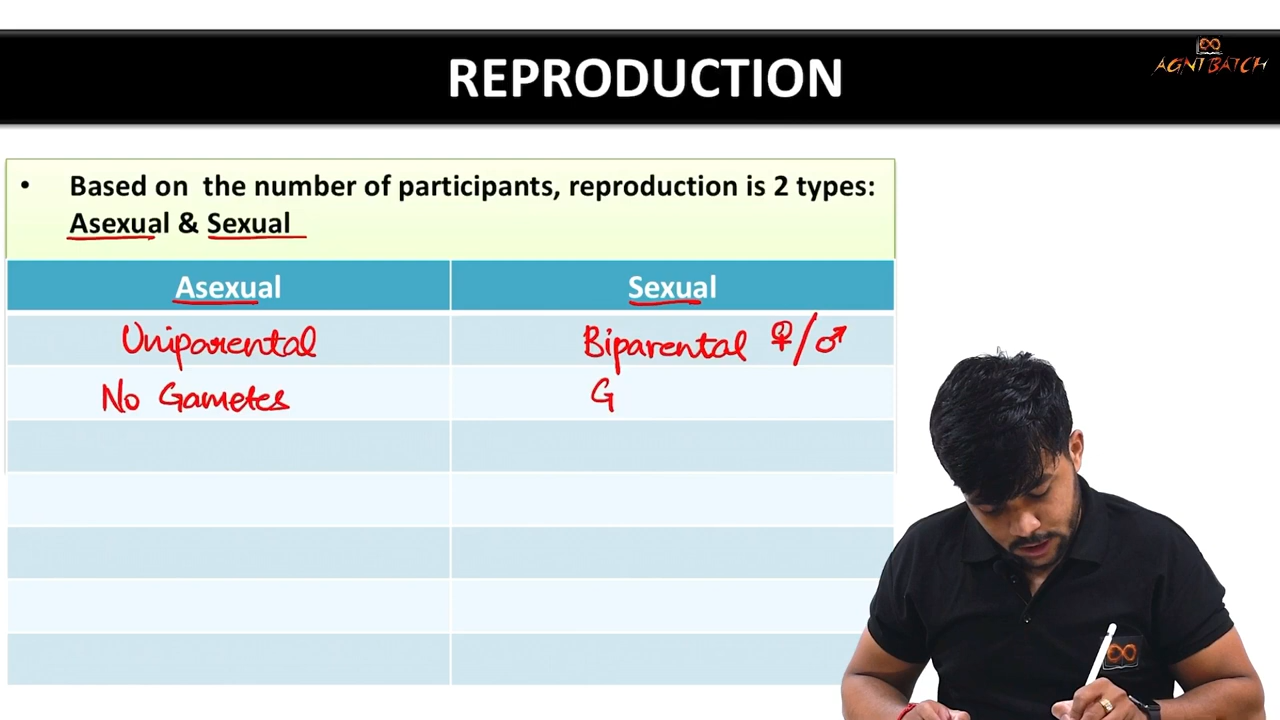 REPRODUCTION
AGNI BATCH
• Based on the number of participants, reproduction is 2 types:
Asexual & Sexual
Asexual Sexual
Uniparental Biparental ♀/♂
No Gametes G